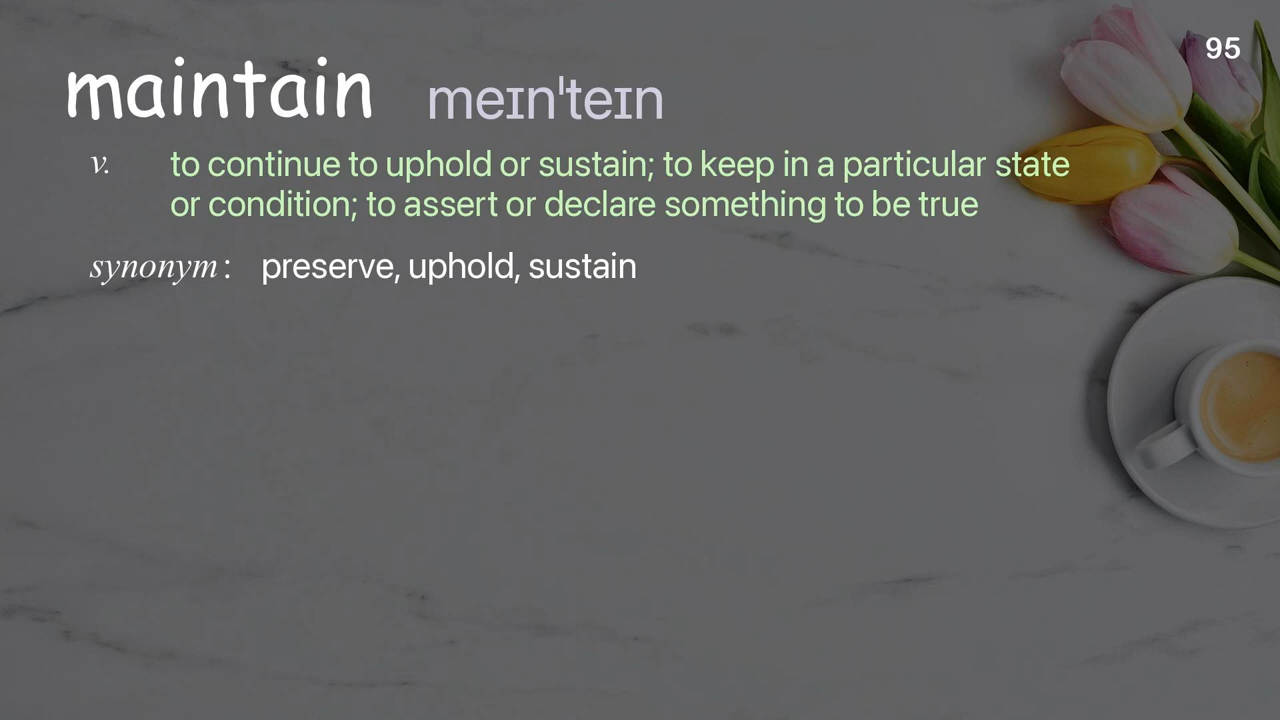 95
maintain meɪnˈteɪn
v. to continue to uphold or sustain; to keep in a particular state
or condition; to assert or declare something to be true
synonym: preserve, uphold, sustain